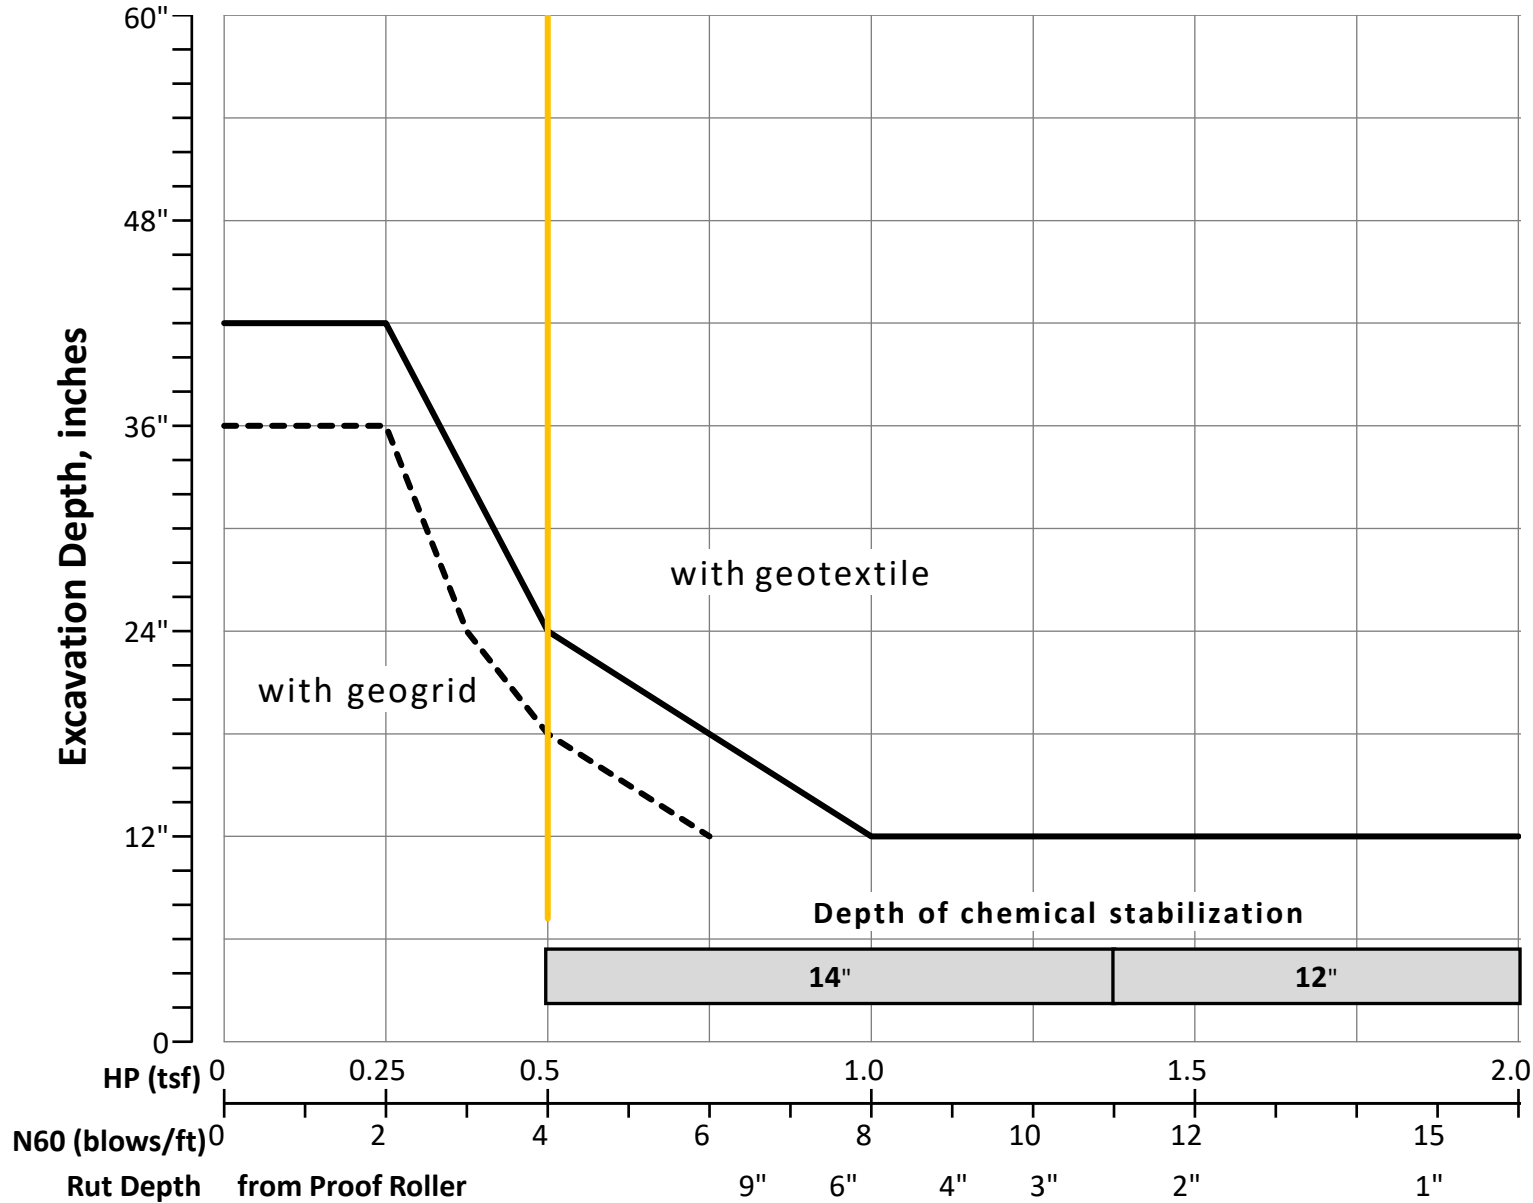 60"
48"
36"
24"
12"
0
Excavation Depth, inches
with geotextile
with geogrid
Depth of chemical stabilization
14" 12"
HP (tsf) 0 0.25 0.5 1.0 1.5 2.0
N60 (blows/ft) 0 2 4 6 8 10 12 15
Rut Depth from Proof Roller 9" 6" 4" 3" 2" 1"